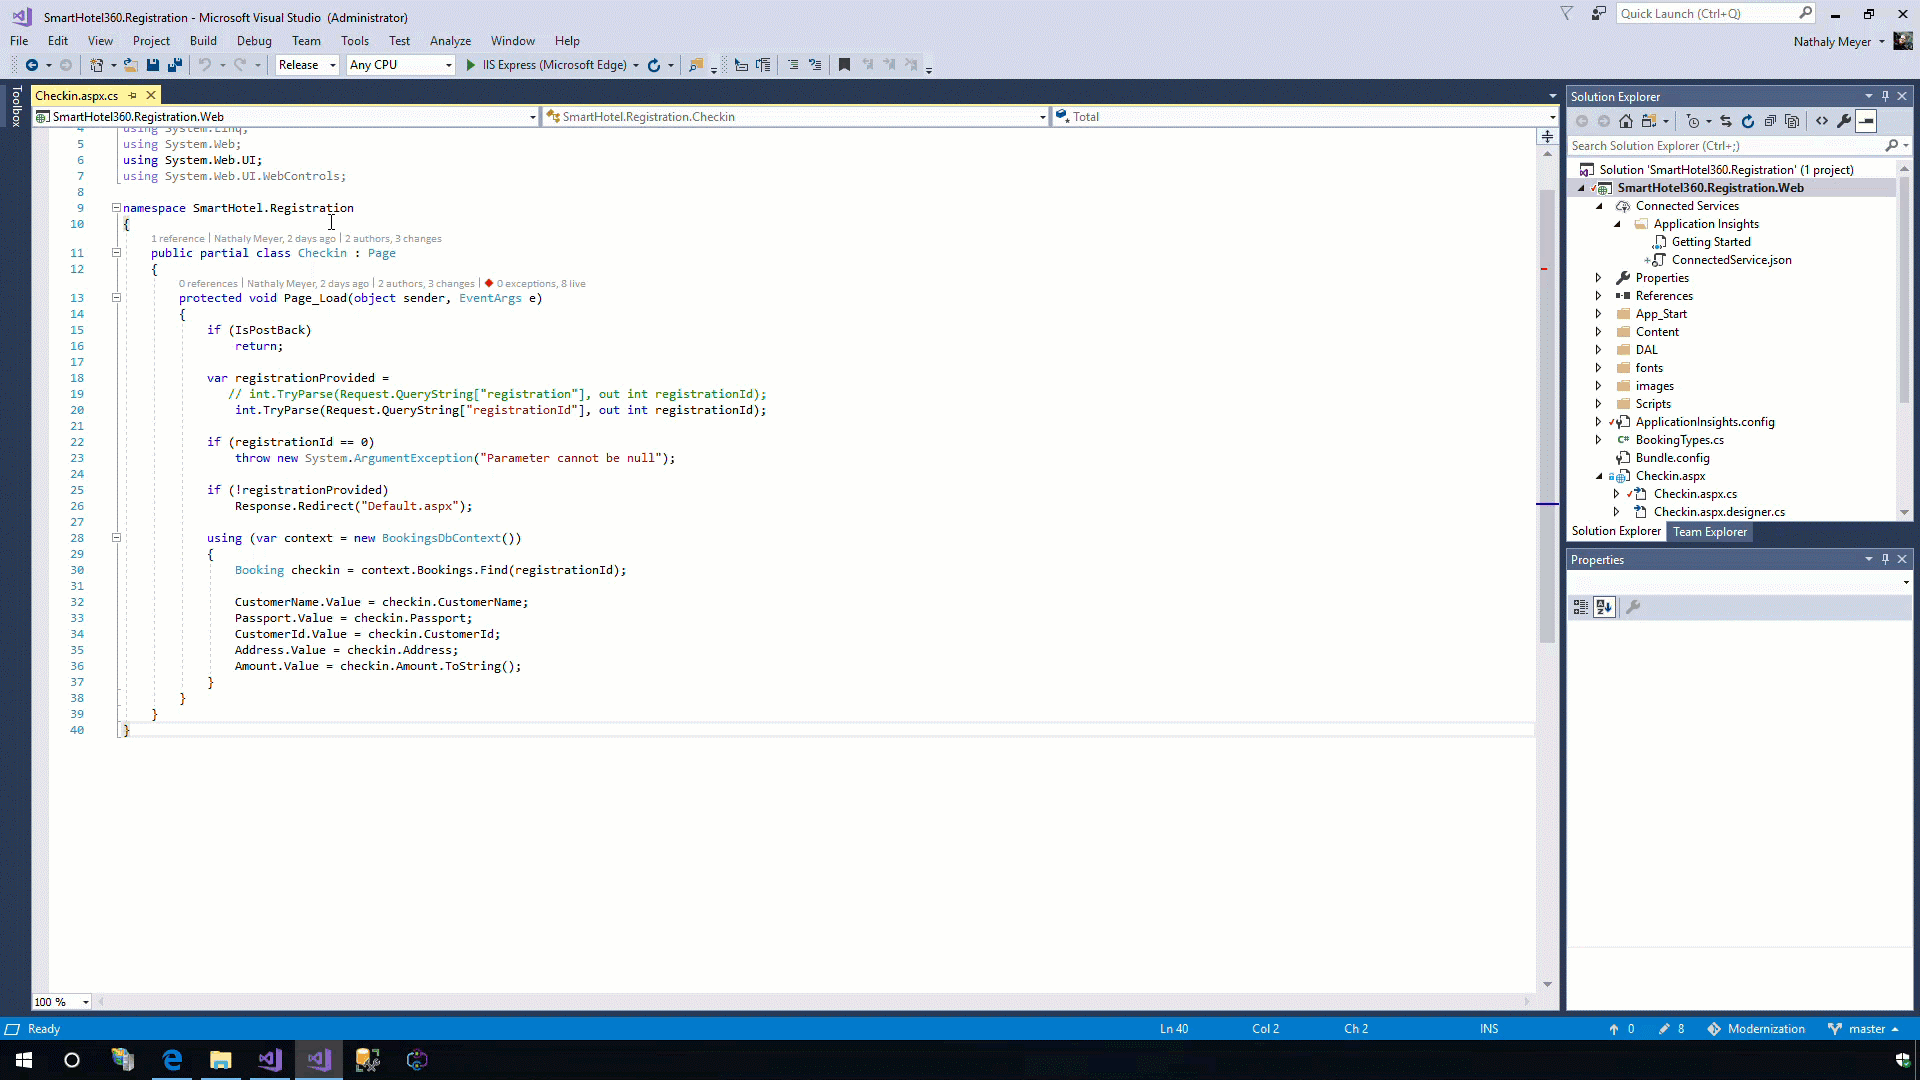 SmartHotel360.Registration - Microsoft Visual Studio (Administrator)
Quick Launch (Ctrl+Q)
File Edit View Project Build Debug Team Tools Test Analyze Window Help
Nathaly Meyer
Release Any CPU IIS Express (Microsoft Edge)
Toolbox
Checkin.aspx.cs
SmartHotel360.Registration.Web SmartHotel.Registration.Checkin Total
4 using System.Linq;
5 using System.Web;
6 using System.Web.UI;
7 using System.Web.UI.WebControls;
8
9 namespace SmartHotel.Registration
10 {
1 reference | Nathaly Meyer, 2 days ago | 2 authors, 3 changes
11 public partial class Checkin : Page
12 {
0 references | Nathaly Meyer, 2 days ago | 2 authors, 3 changes | 0 exceptions, 8 live
13 protected void Page_Load(object sender, EventArgs e)
14 {
15 if (IsPostBack)
16 return;
17
18 var registrationProvided =
19 // int.TryParse(Request.QueryString["registration"], out int registrationId);
20 int.TryParse(Request.QueryString["registrationId"], out int registrationId);
21
22 if (registrationId == 0)
23 throw new System.ArgumentException("Parameter cannot be null");
24
25 if (!registrationProvided)
26 Response.Redirect("Default.aspx");
27
28 using (var context = new BookingsDbContext())
29 {
30 Booking checkin = context.Bookings.Find(registrationId);
31
32 CustomerName.Value = checkin.CustomerName;
33 Passport.Value = checkin.Passport;
34 CustomerId.Value = checkin.CustomerId;
35 Address.Value = checkin.Address;
36 Amount.Value = checkin.Amount.ToString();
37 }
38 }
39 }
40 }
100 %
Solution Explorer
Search Solution Explorer (Ctrl+;)
Solution 'SmartHotel360.Registration' (1 project)
SmartHotel360.Registration.Web
Connected Services
Application Insights
Getting Started
ConnectedService.json
Properties
References
App_Start
Content
DAL
fonts
images
Scripts
ApplicationInsights.config
BookingTypes.cs
Bundle.config
Checkin.aspx
Checkin.aspx.cs
Checkin.aspx.designer.cs
Solution Explorer Team Explorer
Properties
Ready Ln 40 Col 2 Ch 2 INS 0 8 Modernization master